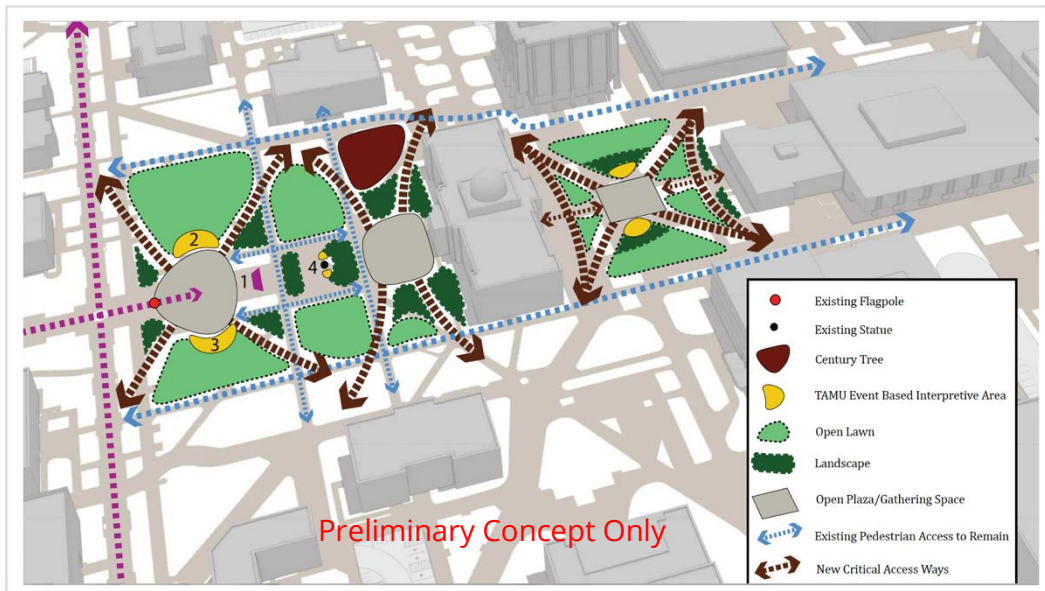 2
1
4
3
Existing Flagpole
Existing Statue
Century Tree
TAMU Event Based Interpretive Area
Open Lawn
Landscape
Open Plaza/Gathering Space
Existing Pedestrian Access to Remain
New Critical Access Ways
Preliminary Concept Only